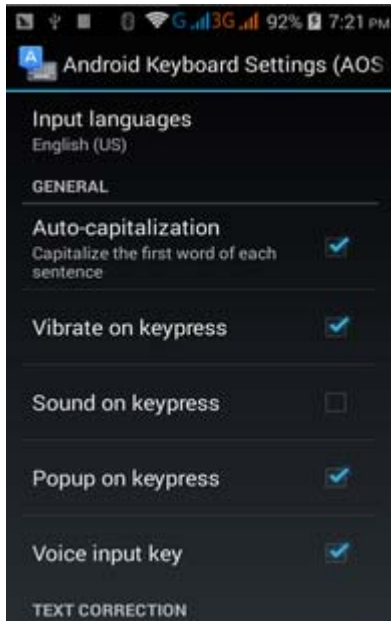 G 3G 92% 7:21 PM
Android Keyboard Settings (AOS
Input languages
English (US)
GENERAL
Auto-capitalization
Capitalize the first word of each
sentence
Vibrate on keypress
Sound on keypress
Popup on keypress
Voice input key
TEXT CORRECTION